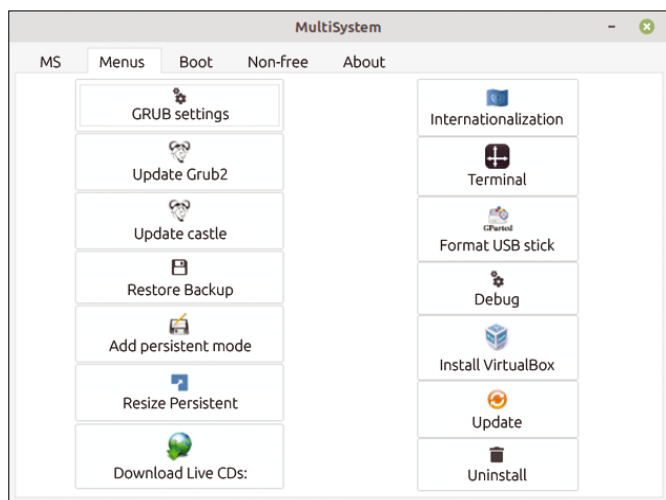 MultiSystem
MS Menus Boot Non-free About
GRUB settings
Update Grub2
Update castle
Restore Backup
Add persistent mode
Resize Persistent
Download Live CDs:
Internationalization
Terminal
GParted
Format USB stick
Debug
Install VirtualBox
Update
Uninstall